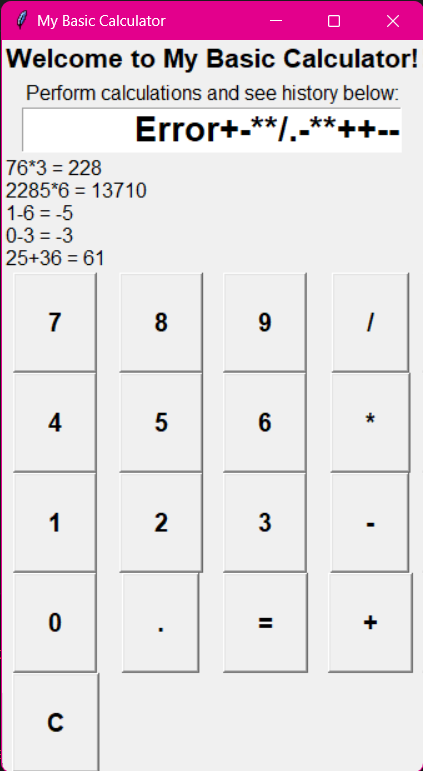 My Basic Calculator
Welcome to My Basic Calculator!
Perform calculations and see history below:
Error+-**/.-**++--
76*3 = 228
2285*6 = 13710
1-6 = -5
0-3 = -3
25+36 = 61
7 8 9 /
4 5 6 *
1 2 3 -
0 . = +
C